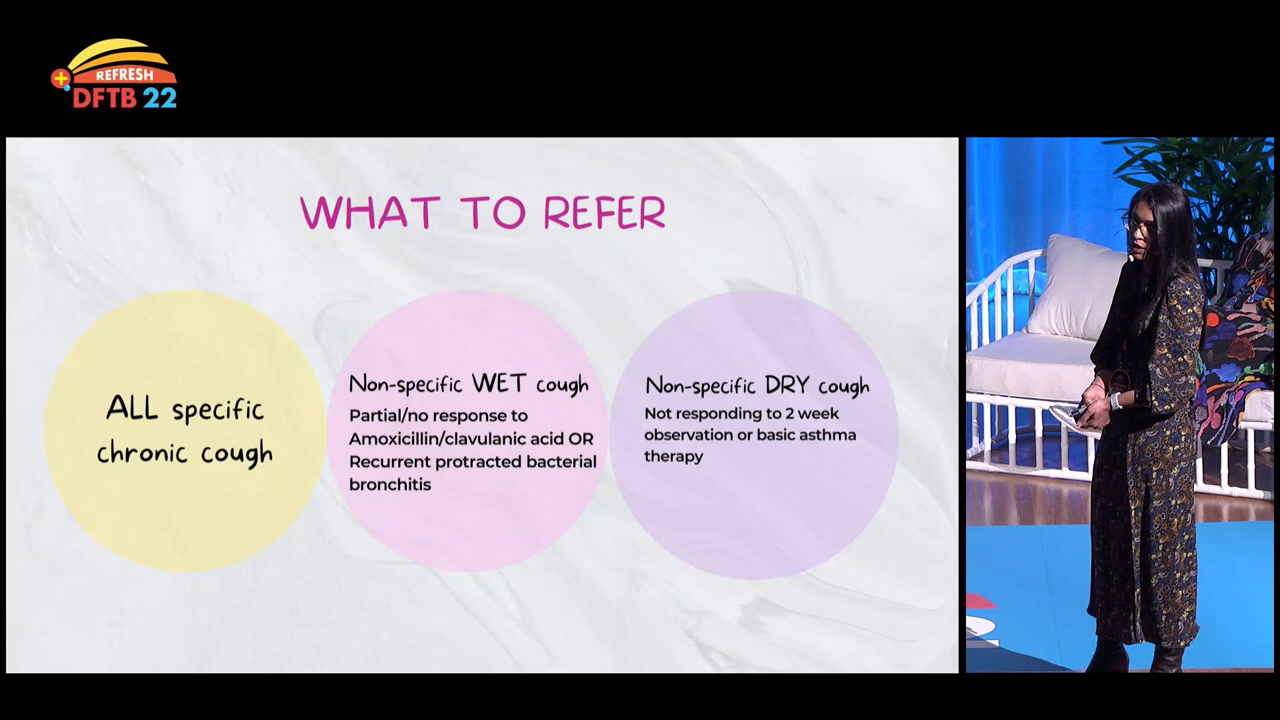 REFRESH
DFTB 22
WHAT TO REFER
ALL specific
chronic cough
Non-specific WET cough
Partial/no response to
Amoxicillin/clavulanic acid OR
Recurrent protracted bacterial
bronchitis
Non-specific DRY cough
Not responding to 2 week
observation or basic asthma
therapy